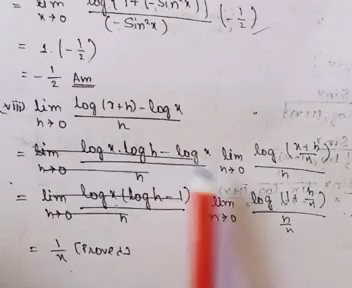 = lim x→0 log{1+(-Sin²x)} / (-Sin²x) · (-1/2)
= 1 · (-1/2)
= -1/2 Ans
(viii) lim h→0 log(x+h) - log x / h
= lim h→0 log x · log h - log x / h lim h→0 log (x+h / x) / h
= lim h→0 log x (log h - 1) / h lim h→0
= 1/x [Proved]